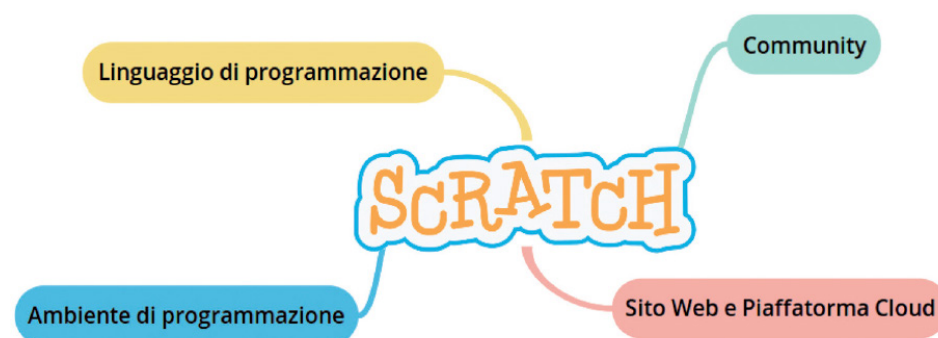 Community
Linguaggio di programmazione
SCRATCH
Ambiente di programmazione
Sito Web e Piaffatorma Cloud